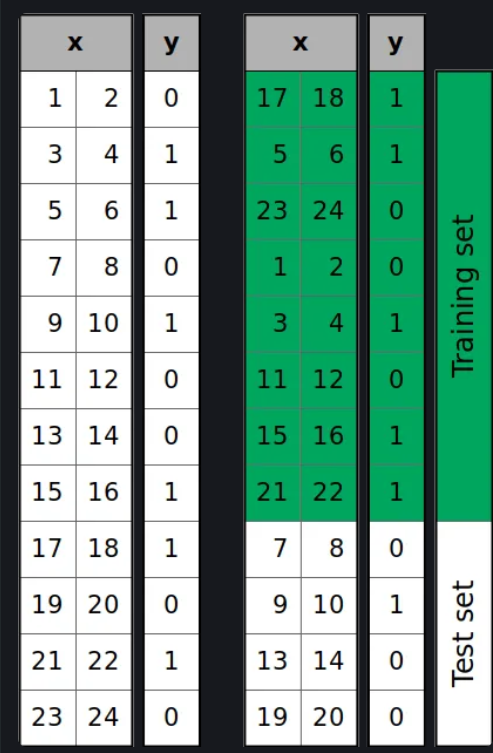 x y x y
1 2 0 17 18 1
3 4 1 5 6 1
5 6 1 23 24 0
7 8 0 1 2 0
9 10 1 3 4 1
11 12 0 11 12 0
13 14 0 15 16 1
15 16 1 21 22 1
17 18 1 7 8 0
19 20 0 9 10 1
21 22 1 13 14 0
23 24 0 19 20 0
Training set
Test set